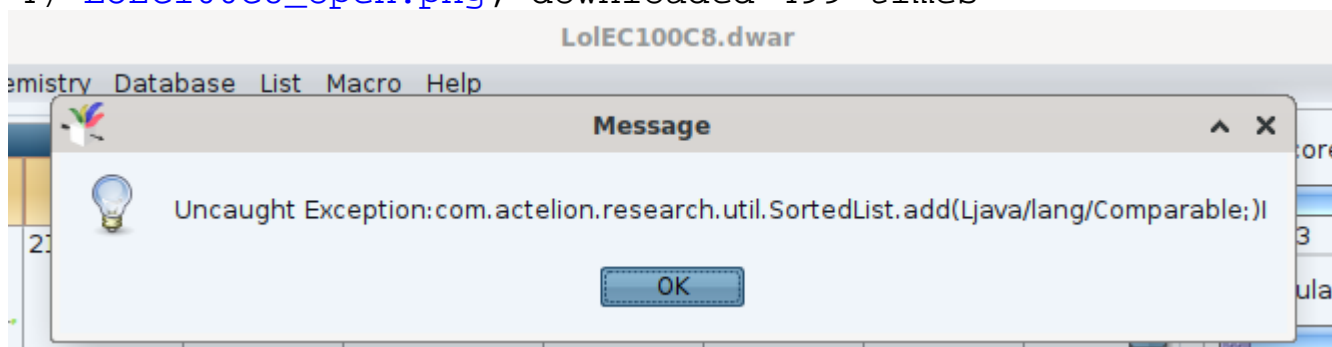 LolEC100C8.dwar
Database List Macro Help
Message
Uncaught Exception:com.actelion.research.util.SortedList.add(Ljava/lang/Comparable;)I
OK
3